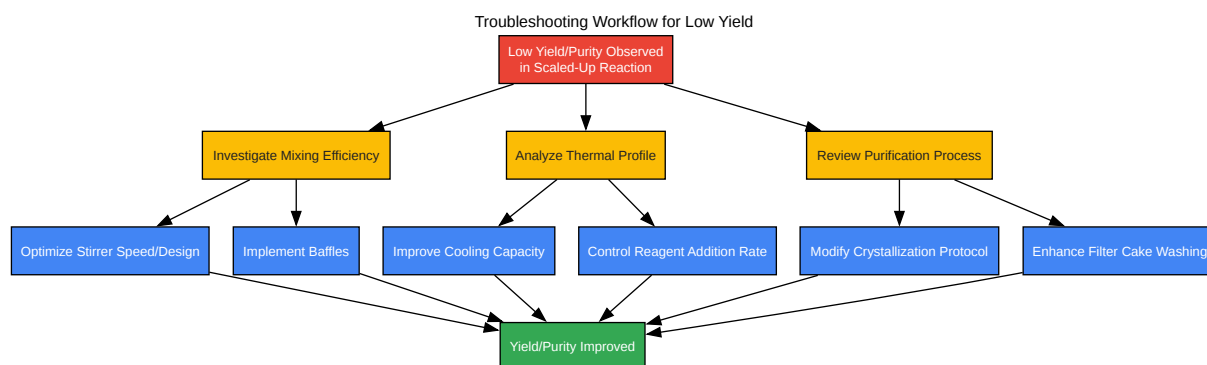 Troubleshooting Workflow for Low Yield
Low Yield/Purity Observed
in Scaled-Up Reaction
Investigate Mixing Efficiency
Analyze Thermal Profile
Review Purification Process
Optimize Stirrer Speed/Design
Implement Baffles
Improve Cooling Capacity
Control Reagent Addition Rate
Modify Crystallization Protocol
Enhance Filter Cake Washing
Yield/Purity Improved